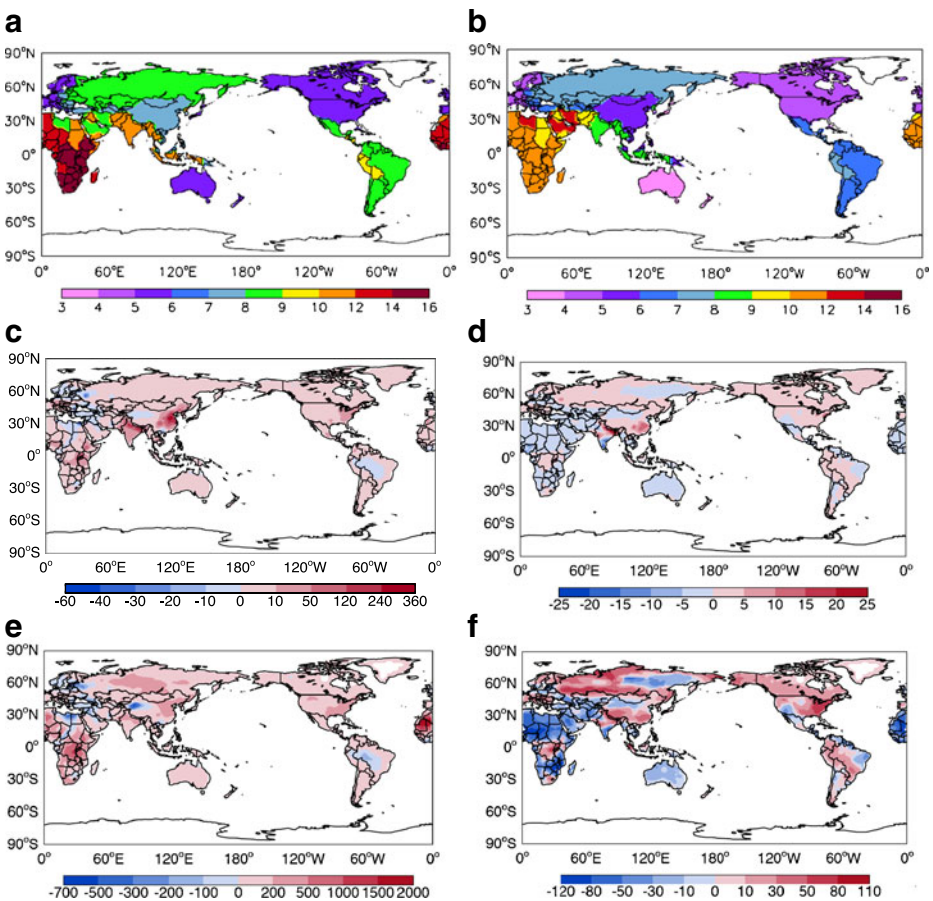 a
b
90°N
60°N
30°N
0°
30°S
60°S
90°S
0° 60°E 120°E 180°W 120°W 60°W 0°
3 4 5 6 7 8 9 10 12 14 16
90°N
60°N
30°N
0°
30°S
60°S
90°S
0° 60°E 120°E 180°W 120°W 60°W 0°
3 4 5 6 7 8 9 10 12 14 16
c
d
90°N
60°N
30°N
0°
30°S
60°S
90°S
0° 60°E 120°E 180°W 120°W 60°W 0°
-60 -40 -30 -20 -10 0 10 50 120 240 360
90°N
60°N
30°N
0°
30°S
60°S
90°S
0° 60°E 120°E 180°W 120°W 60°W 0°
-25 -20 -15 -10 -5 0 5 10 15 20 25
e
f
90°N
60°N
30°N
0°
30°S
60°S
90°S
0° 60°E 120°E 180°W 120°W 60°W 0°
-700 -500 -300 -200 -100 0 200 500 1000 1500 2000
90°N
60°N
30°N
0°
30°S
60°S
90°S
0° 60°E 120°E 180°W 120°W 60°W 0°
-120 -80 -50 -30 -10 0 10 30 50 80 110